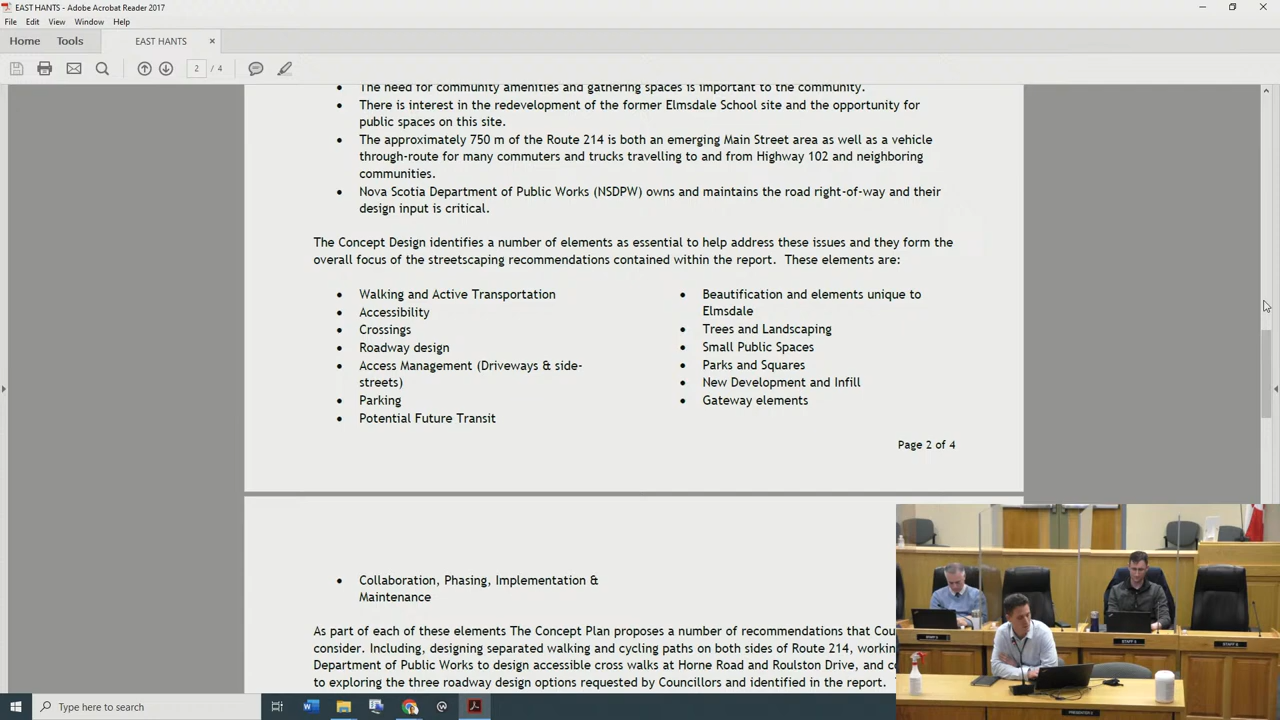 EAST HANTS - Adobe Acrobat Reader 2017
File Edit View Window Help
Home Tools EAST HANTS ×
2 / 4
• The need for community amenities and gathering spaces is important to the community.
• There is interest in the redevelopment of the former Elmsdale School site and the opportunity for
public spaces on this site.
• The approximately 750 m of the Route 214 is both an emerging Main Street area as well as a vehicle
through-route for many commuters and trucks travelling to and from Highway 102 and neighboring
communities.
• Nova Scotia Department of Public Works (NSDPW) owns and maintains the road right-of-way and their
design input is critical.
The Concept Design identifies a number of elements as essential to help address these issues and they form the
overall focus of the streetscaping recommendations contained within the report. These elements are:
• Walking and Active Transportation
• Accessibility
• Crossings
• Roadway design
• Access Management (Driveways & side-
streets)
• Parking
• Potential Future Transit
• Beautification and elements unique to
Elmsdale
• Trees and Landscaping
• Small Public Spaces
• Parks and Squares
• New Development and Infill
• Gateway elements
Page 2 of 4
• Collaboration, Phasing, Implementation &
Maintenance
As part of each of these elements The Concept Plan proposes a number of recommendations that Cou
consider. Including designing separated walking and cycling paths on both sides of Route 214, workin
Department of Public Works to design accessible cross walks at Horne Road and Roulston Drive, and c
to exploring the three roadway design options requested by Councillors and identified in the report.
Type here to search